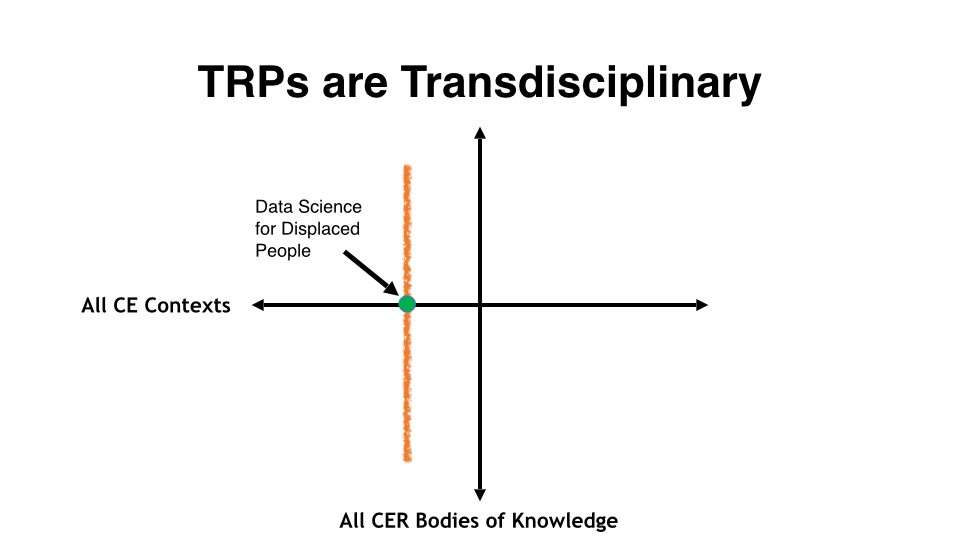 TRPs are Transdisciplinary
Data Science
for Displaced
People
All CE Contexts
All CER Bodies of Knowledge